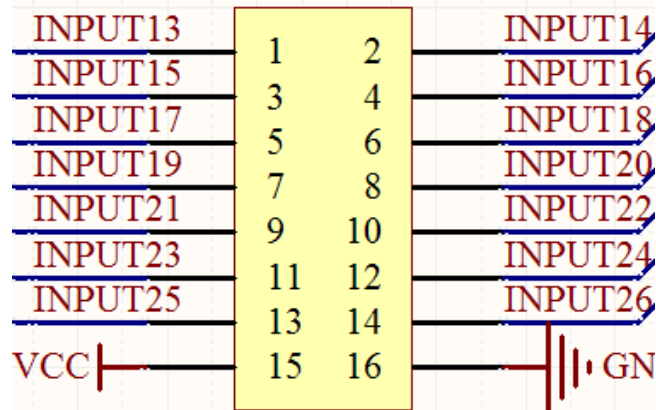 INPUT13 1 2 INPUT14
INPUT15 3 4 INPUT16
INPUT17 5 6 INPUT18
INPUT19 7 8 INPUT20
INPUT21 9 10 INPUT22
INPUT23 11 12 INPUT24
INPUT25 13 14 INPUT26
VCC 15 16 GN